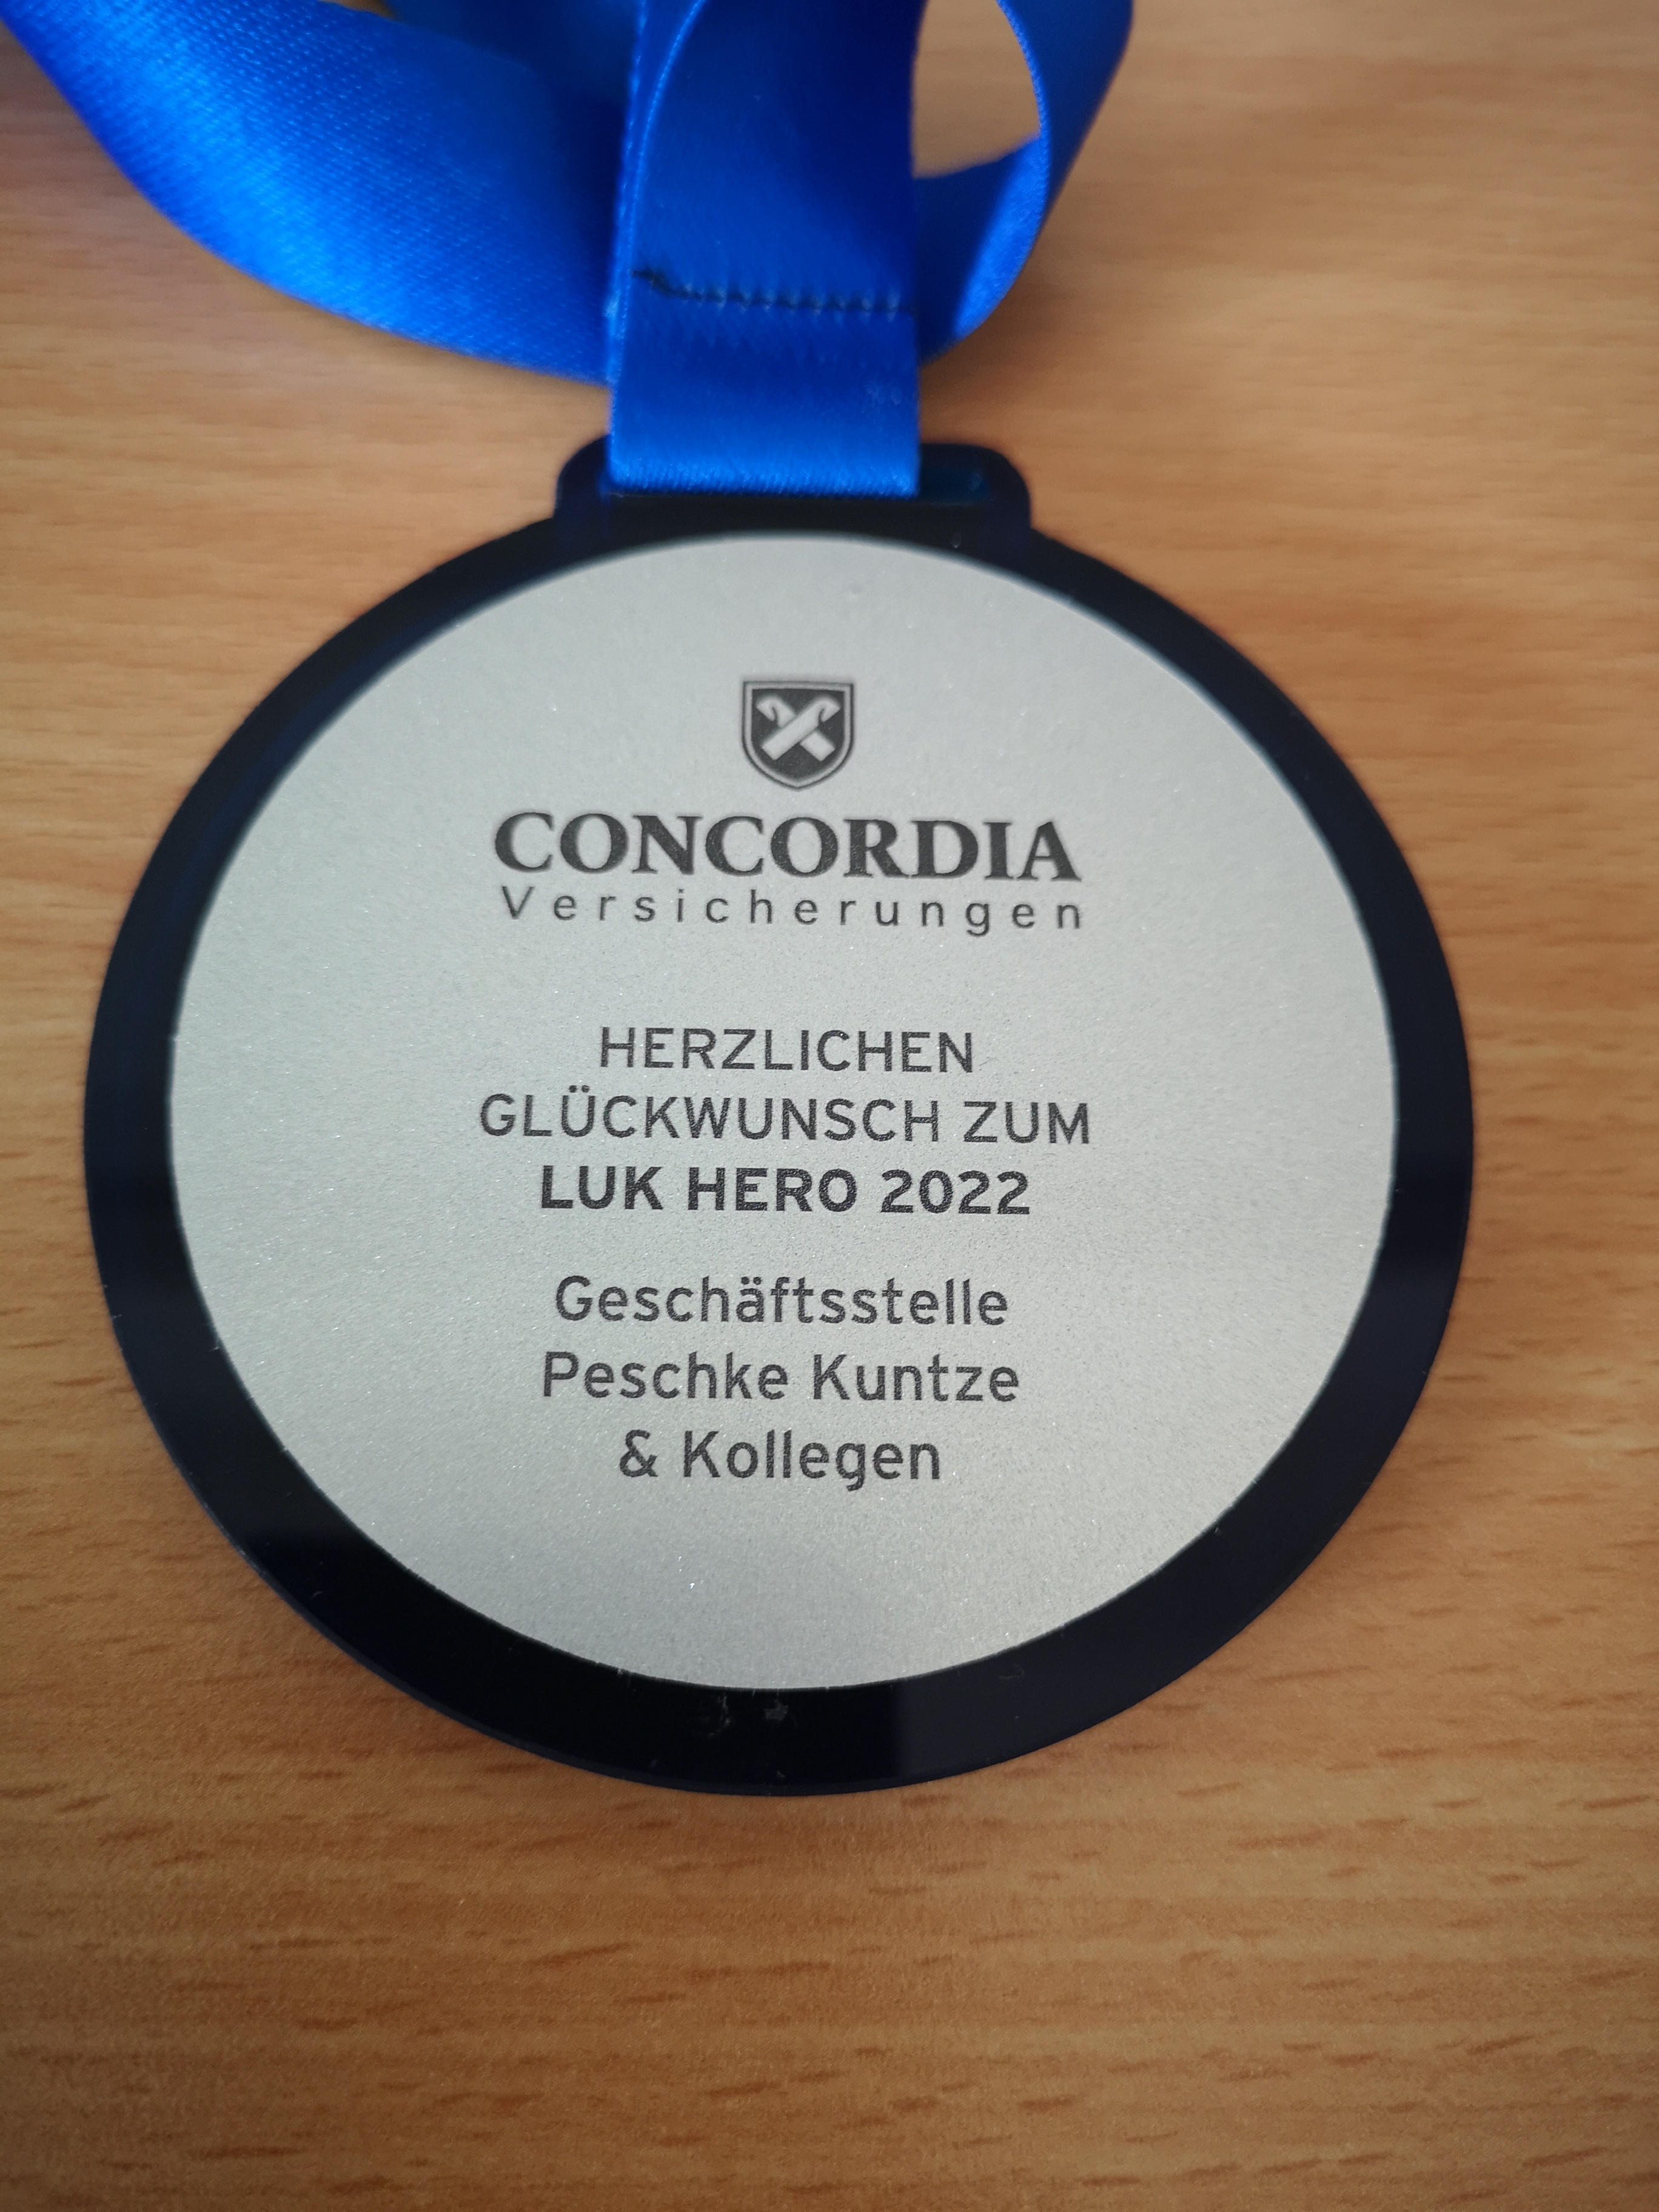 CONCORDIA
Versicherungen
HERZLICHEN
GLÜCKWUNSCH ZUM
LUK HERO 2022
Geschäftsstelle
Peschke Kuntze
& Kollegen